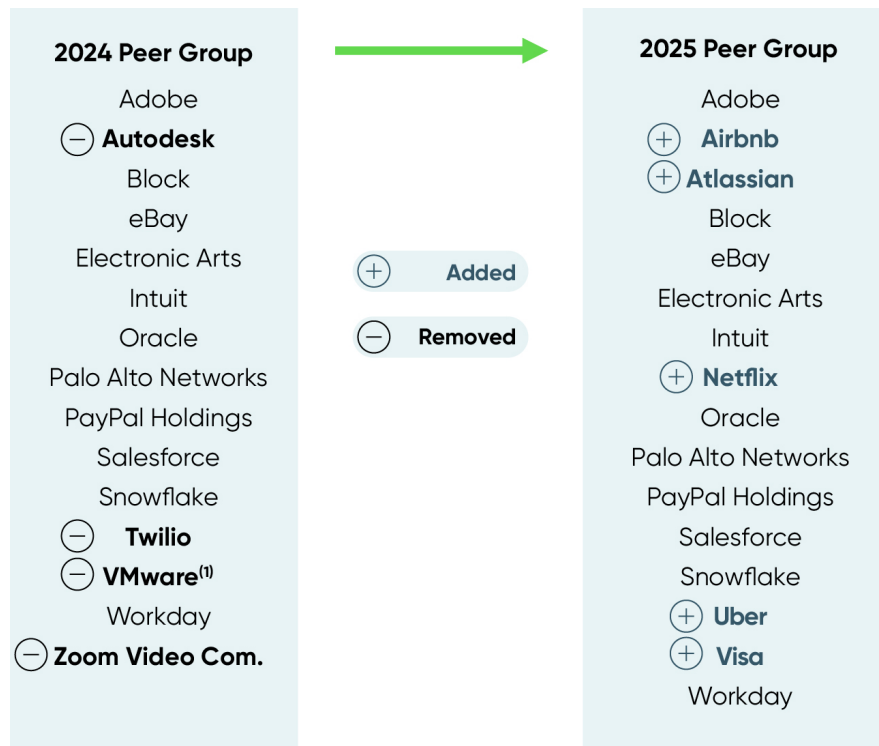 2024 Peer Group
Adobe
Autodesk
Block
eBay
Electronic Arts
Intuit
Oracle
Palo Alto Networks
PayPal Holdings
Salesforce
Snowflake
Twilio
VMware(1)
Workday
Zoom Video Com.
Added
Removed
2025 Peer Group
Adobe
Airbnb
Atlassian
Block
eBay
Electronic Arts
Intuit
Netflix
Oracle
Palo Alto Networks
PayPal Holdings
Salesforce
Snowflake
Uber
Visa
Workday